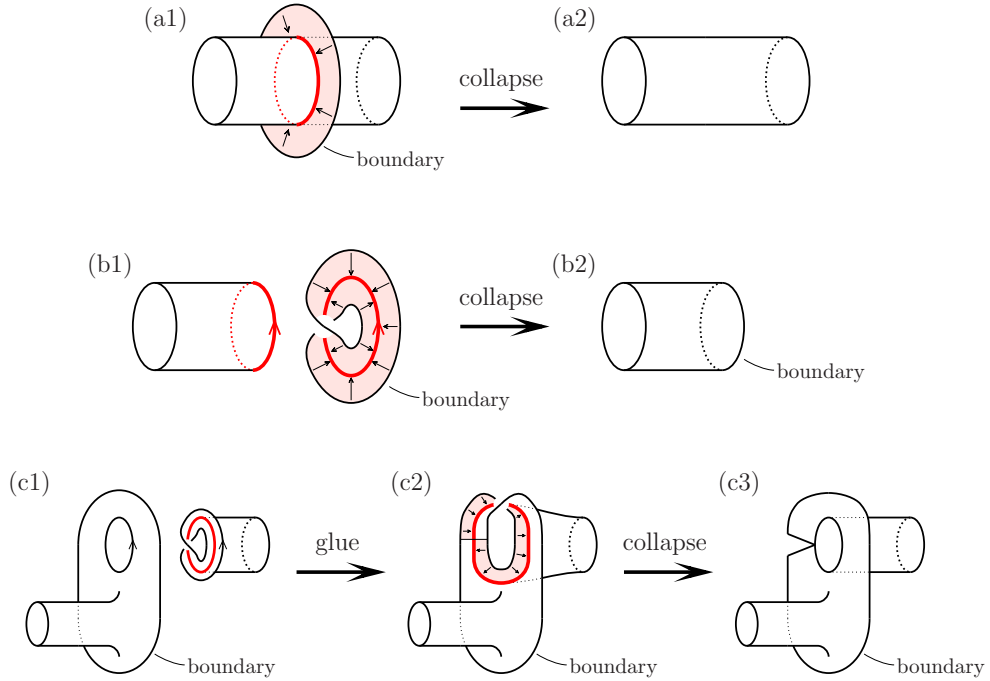 (a1)
collapse
(a2)
boundary
(b1)
collapse
(b2)
boundary
boundary
(c1)
glue
(c2)
collapse
(c3)
boundary
boundary
boundary